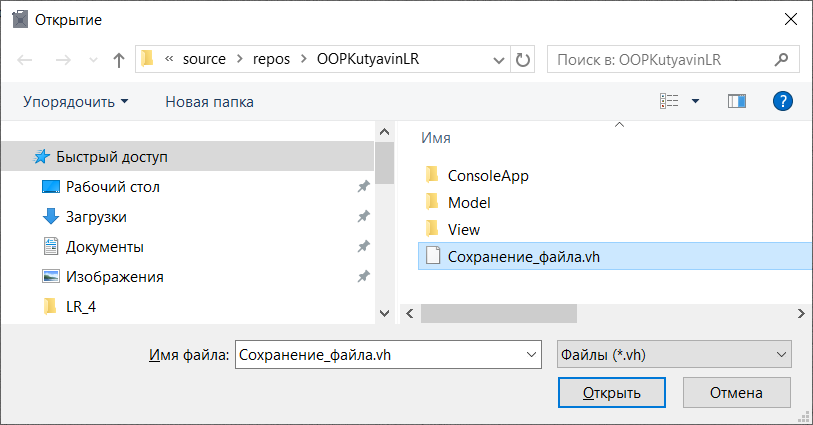 Открытие
« source › repos › OOPKutyavinLR
Поиск в: OOPKutyavinLR
Упорядочить
Новая папка
?
Быстрый доступ
Рабочий стол
Загрузки
Документы
Изображения
LR_4
Имя
ConsoleApp
Model
View
Сохранение_файла.vh
Имя файла:
Сохранение_файла.vh
Файлы (*.vh)
Открыть
Отмена